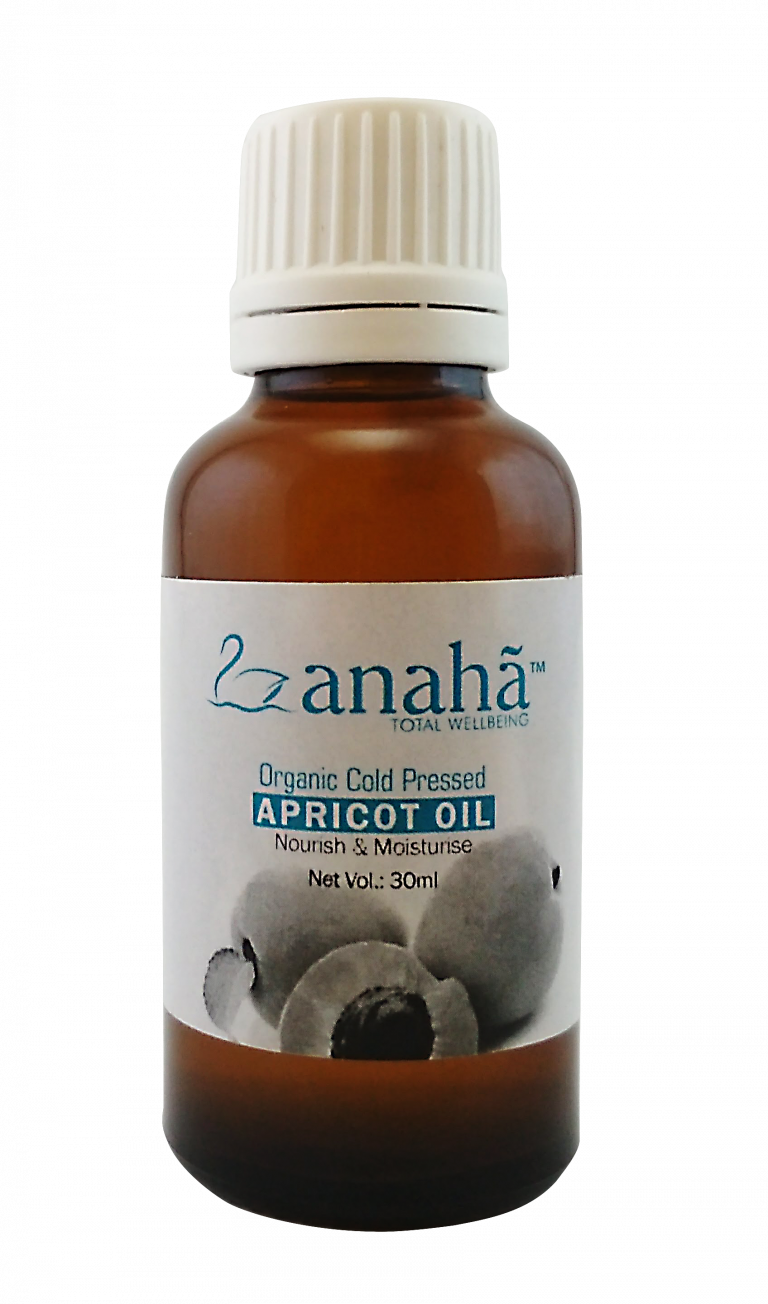 anahã™
TOTAL WELLBEING
Organic Cold Pressed
APRICOT OIL
Nourish & Moisturise
Net Vol.: 30ml